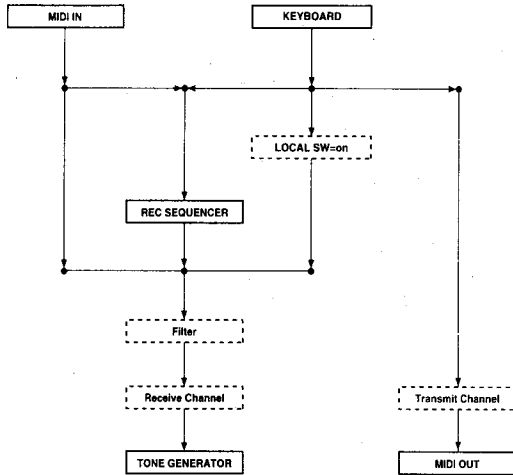 MIDI IN
KEYBOARD
LOCAL SW=on
REC SEQUENCER
Filter
Receive Channel
Transmit Channel
TONE GENERATOR
MIDI OUT